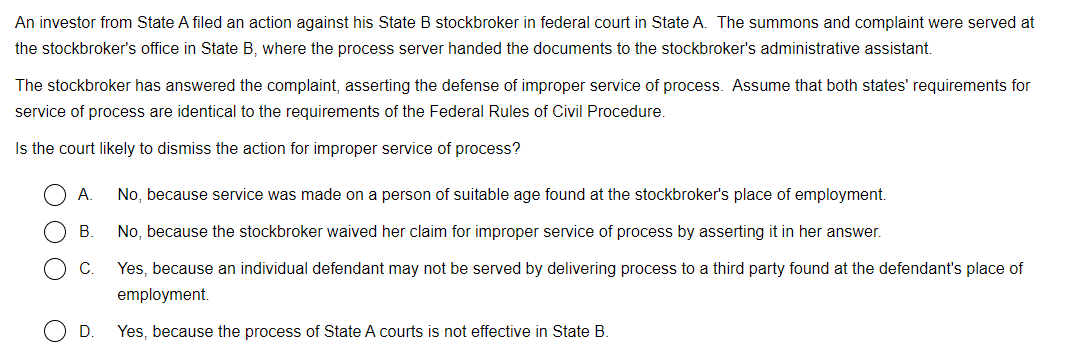 An investor from State A filed an action against his State B stockbroker in federal court in State A.  The summons and complaint were served at
the stockbroker's office in State B, where the process server handed the documents to the stockbroker's administrative assistant.
The stockbroker has answered the complaint, asserting the defense of improper service of process.  Assume that both states' requirements for
service of process are identical to the requirements of the Federal Rules of Civil Procedure.
Is the court likely to dismiss the action for improper service of process?
A. No, because service was made on a person of suitable age found at the stockbroker's place of employment.
B. No, because the stockbroker waived her claim for improper service of process by asserting it in her answer.
C. Yes, because an individual defendant may not be served by delivering process to a third party found at the defendant's place of
employment.
D. Yes, because the process of State A courts is not effective in State B.